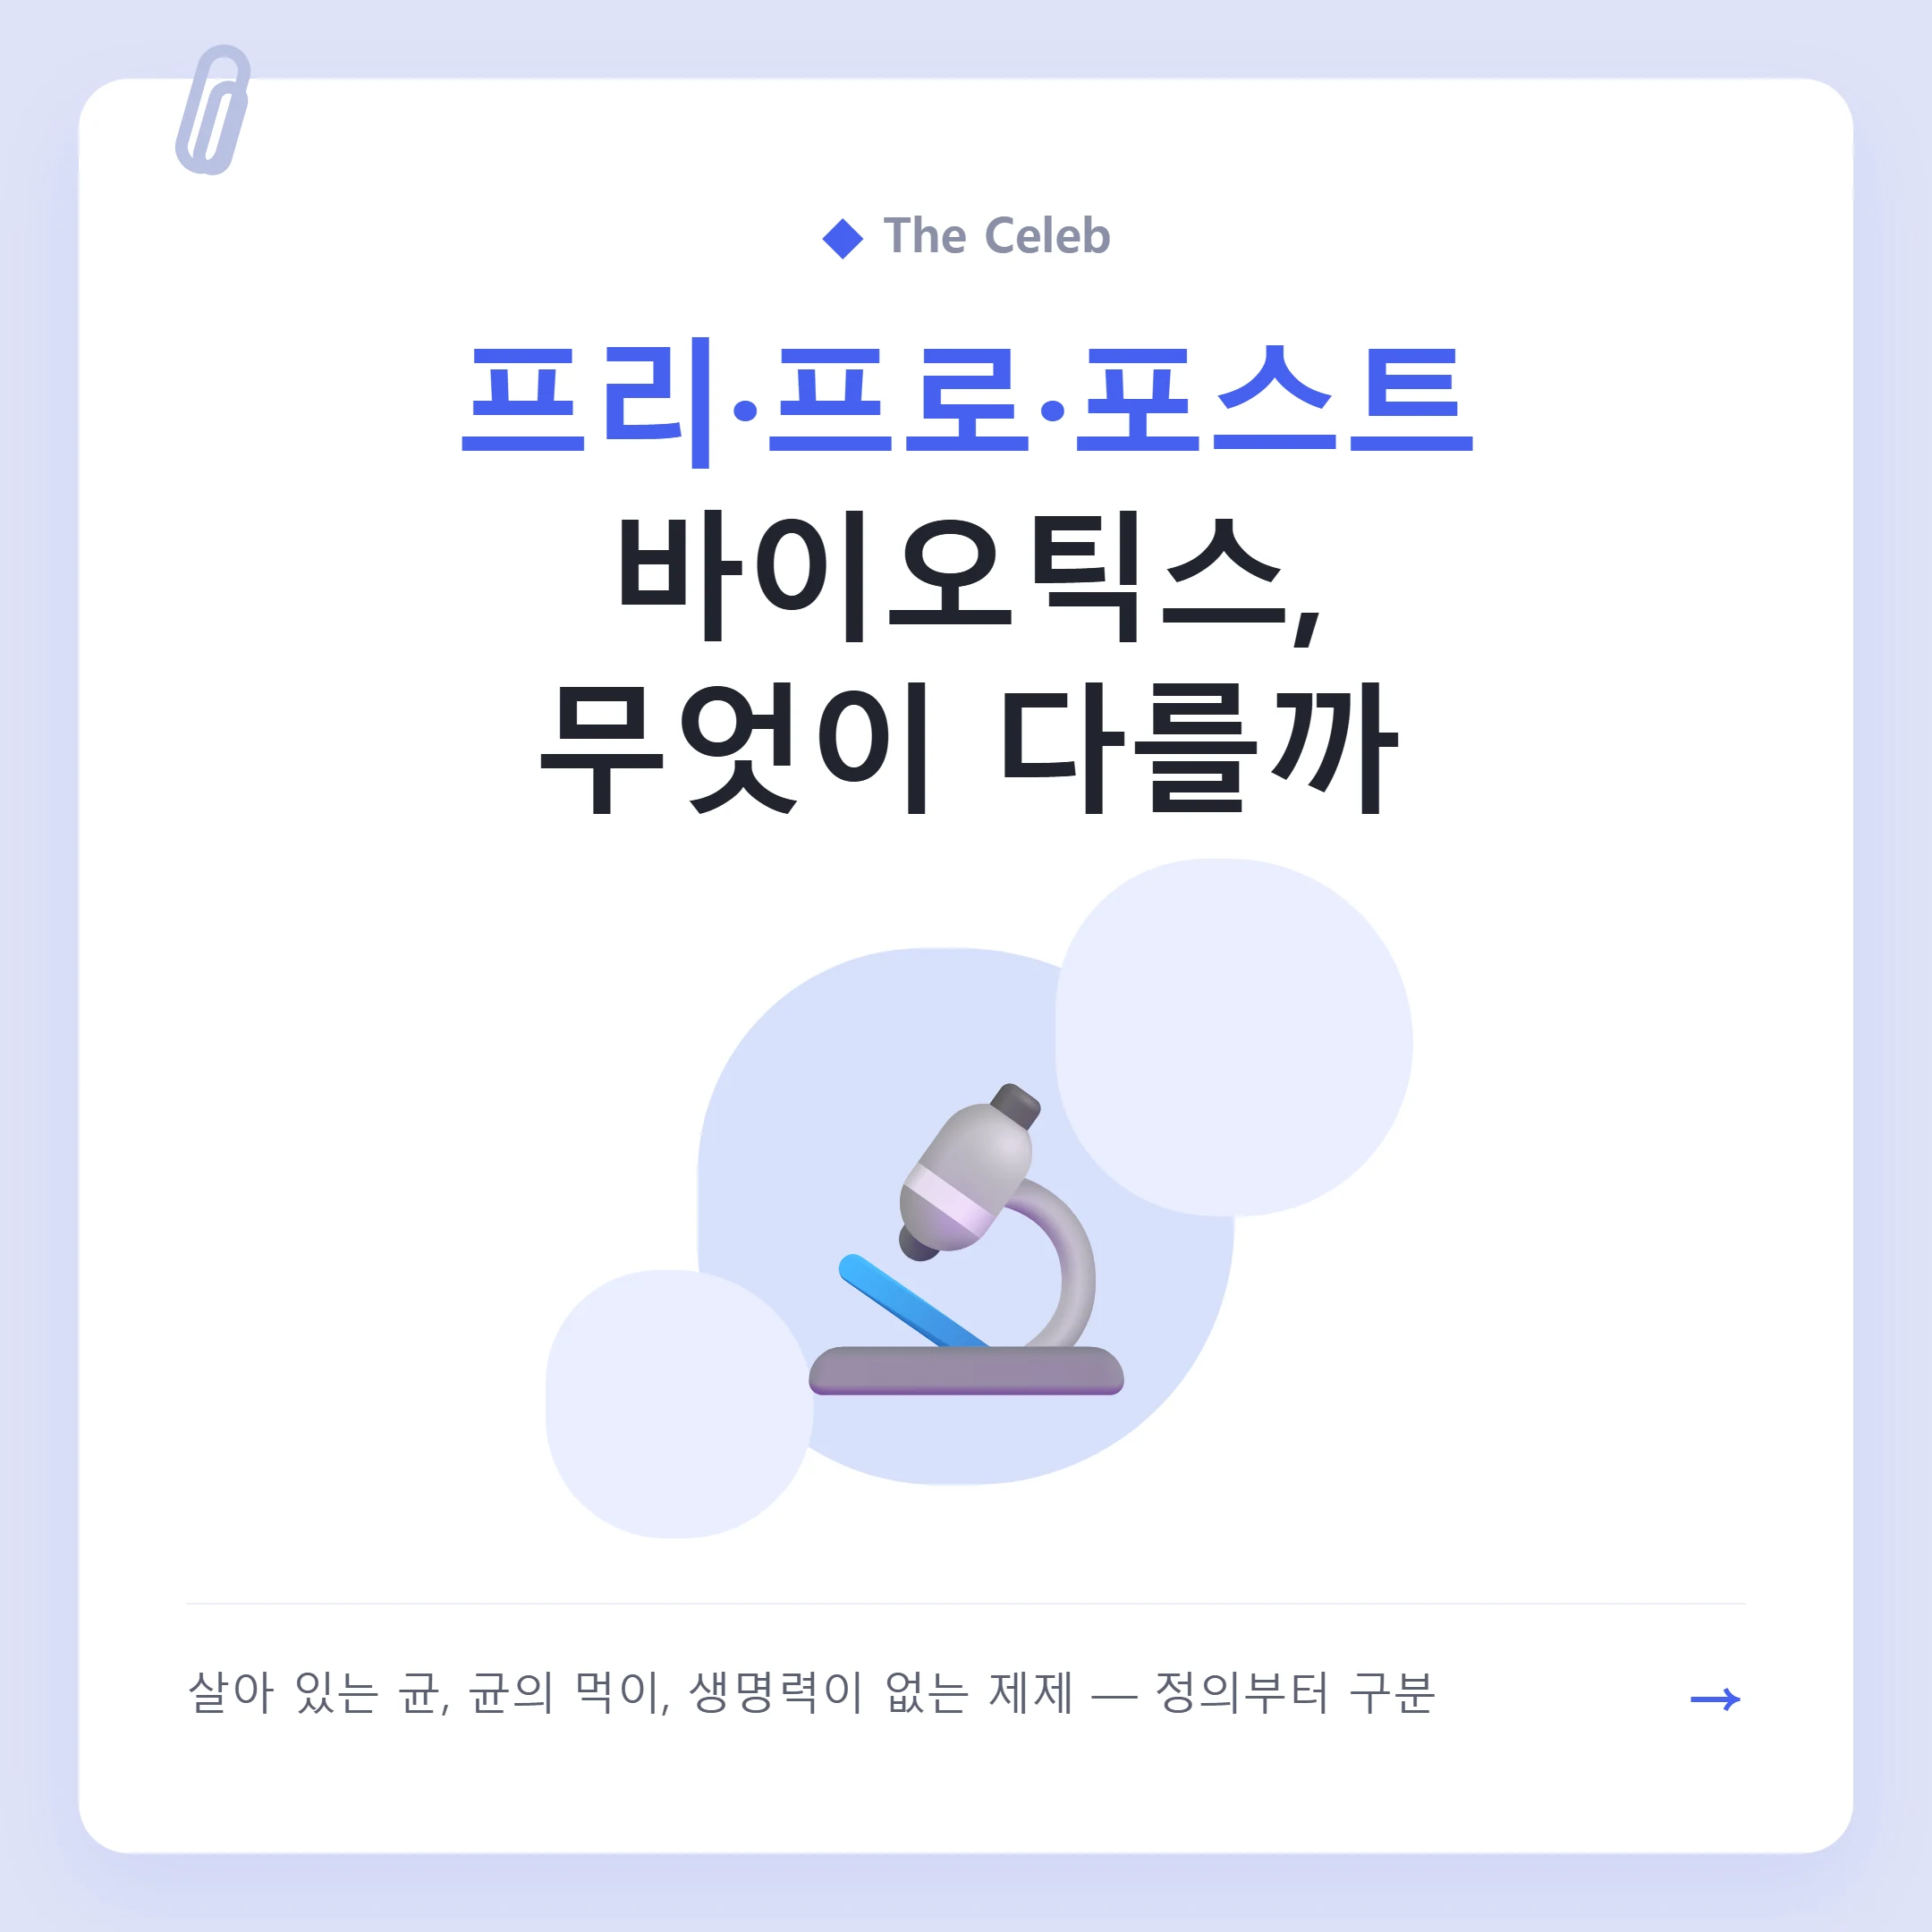 ◆ The Celeb
프리·프로·포스트
바이오틱스,
무엇이 다를까
살아 있는 균, 균의 먹이, 생명력이 없는 제제 — 정의부터 구분 →